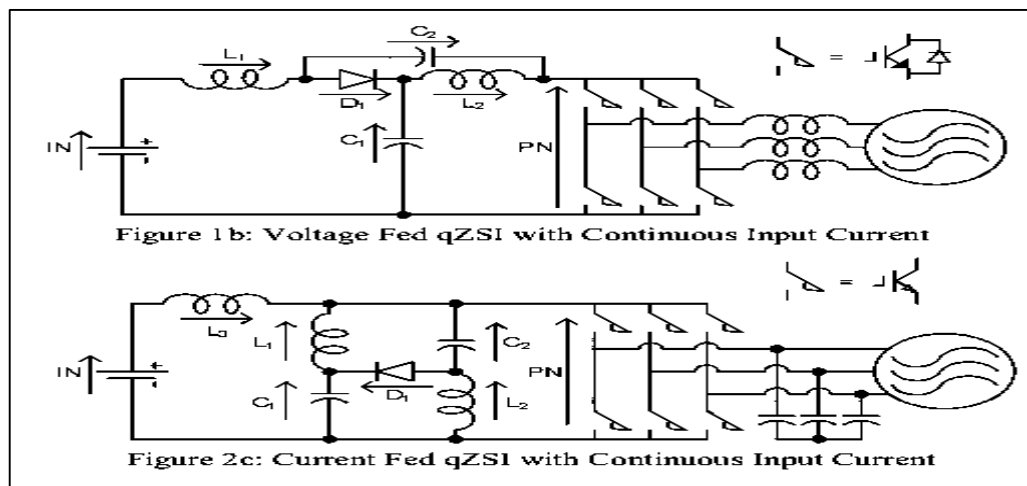 C₂
L₁
D₁
L₂
C₁
IN
+
-
PN
=
Figure 1b: Voltage Fed qZSI with Continuous Input Current
=
L₃
L₁
C₂
IN
+
-
C₁
D₁
L₂
PN
Figure 2c: Current Fed qZSI with Continuous Input Current